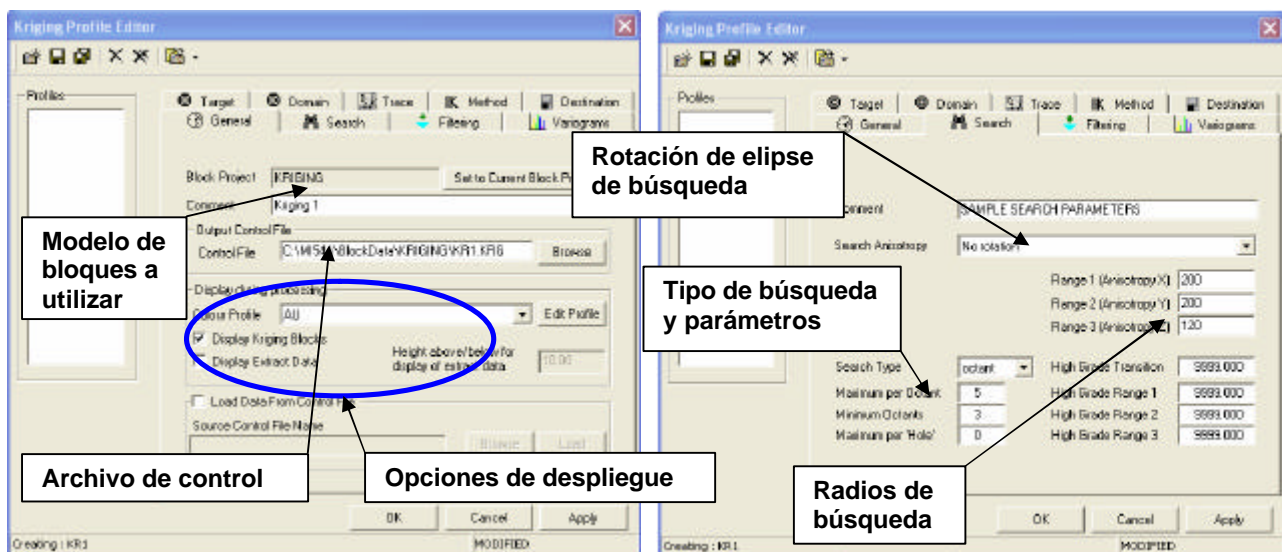 Kriging Profile Editor
Profiles
Target
Domain
Trace
Method
Destination
General
Search
Filtering
Variograms
Block Project
KRIGING
Set to Current Block
Comment
Kriging 1
Output Control File
Control File
BlockData\KRIGING\KR1.KRG
Browse
Display during processing
Colour Profile
AU
Edit Profile
Display Kriging Blocks
Display Extract Data
Height above/below for
display of extract data
10.00
Load Data From Control File
Source Control File Name
Browse
Load
OK
Cancel
Apply
Creating : KR1
MODIFIED
Modelo de
bloques a
utilizar
Archivo de control
Opciones de despliegue
Kriging Profile Editor
Profiles
Target
Domain
Trace
Method
Destination
General
Search
Filtering
Variograms
Rotación de elipse
de búsqueda
SAMPLE SEARCH PARAMETERS
Search Anisotropy
No rotation
Range 1 (Anisotropy X)
200
Range 2 (Anisotropy Y)
200
Range 3 (Anisotropy Z)
120
Tipo de búsqueda
y parámetros
Search Type
octant
High Grade Transition
9999.000
Maximum per Octant
5
High Grade Range 1
9999.000
Minimum Octants
3
High Grade Range 2
9999.000
Maximum per 'Hole'
0
High Grade Range 3
9999.000
Radios de
búsqueda
OK
Cancel
Apply
Creating : KR1
MODIFIED